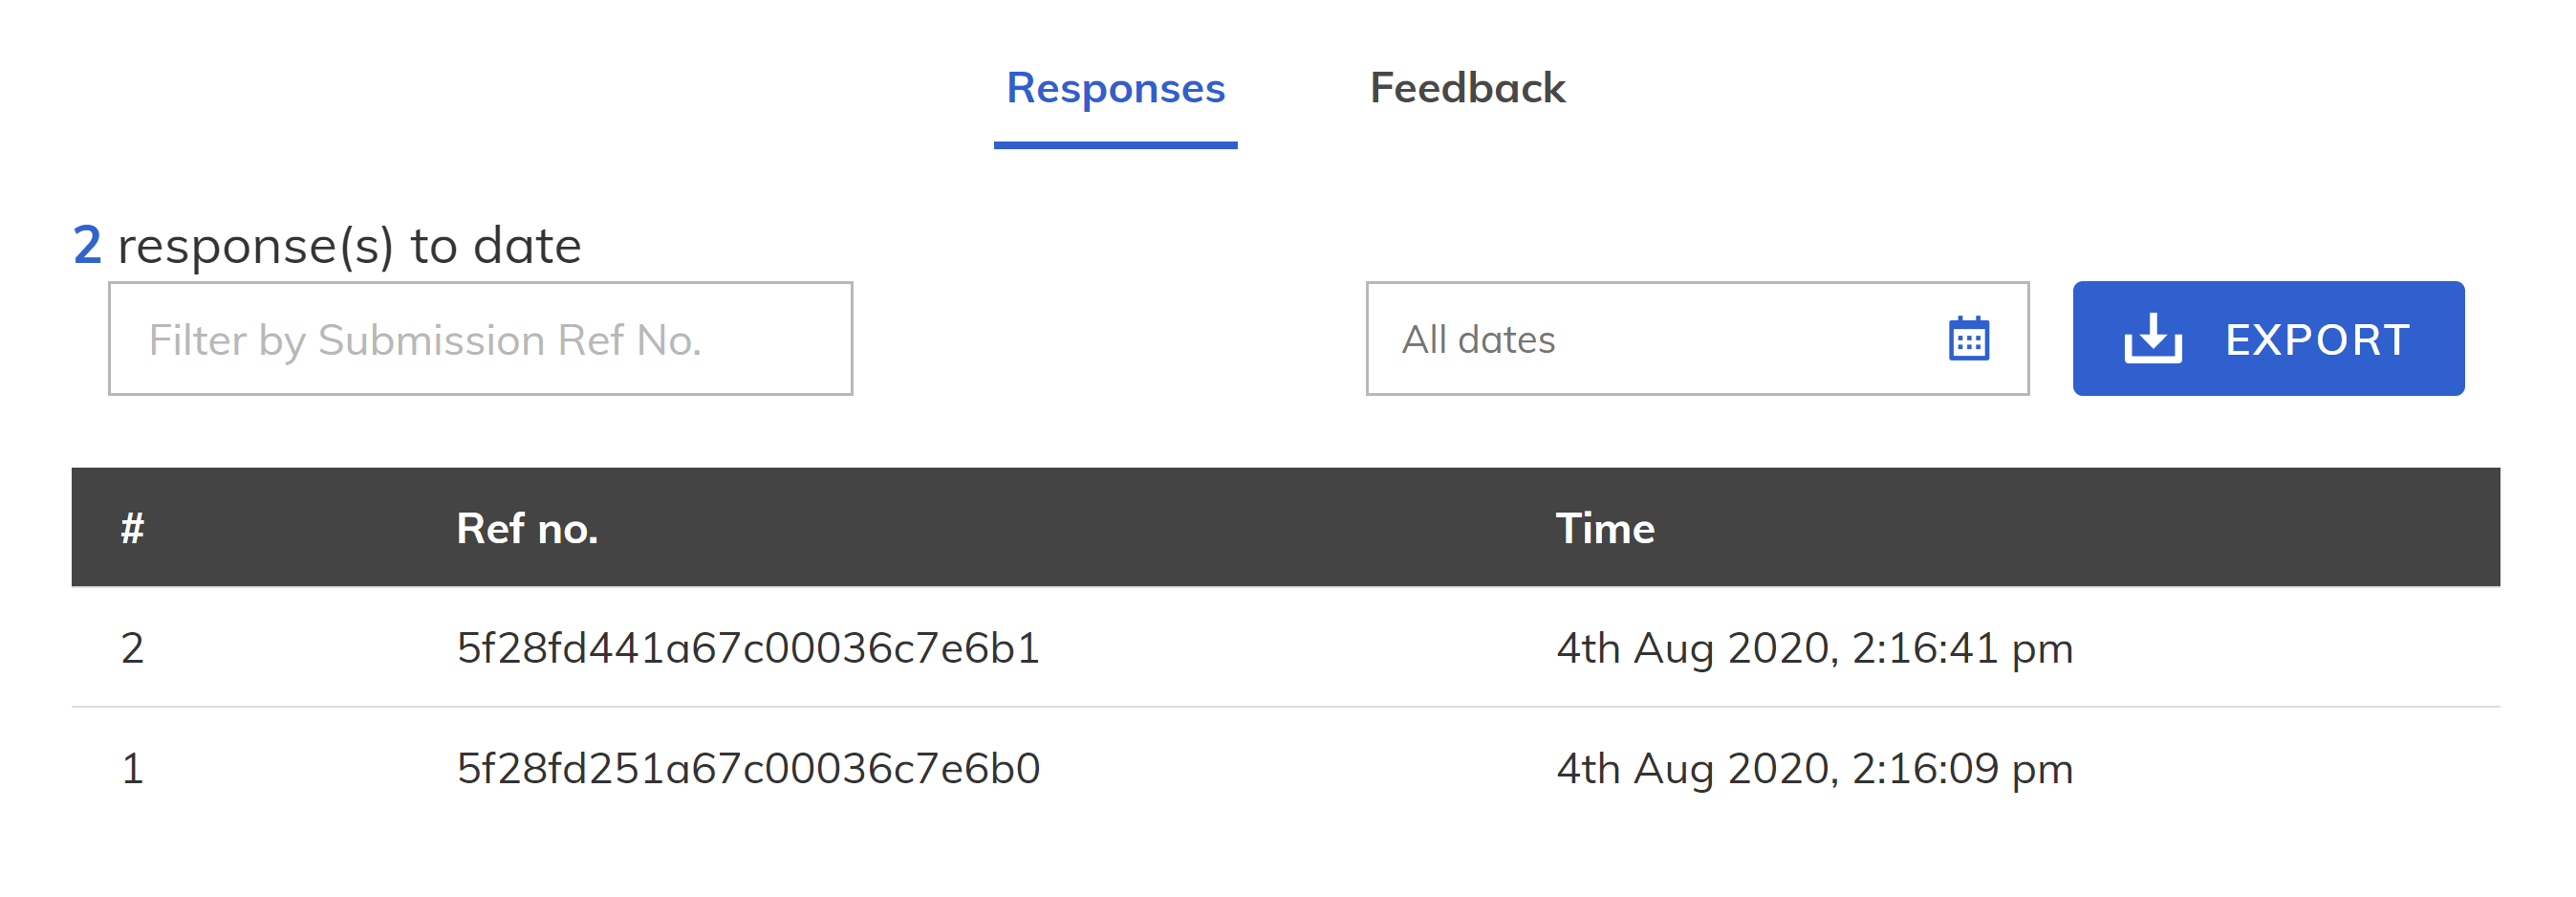 Responses Feedback
2 response(s) to date
Filter by Submission Ref No. All dates EXPORT
# Ref no. Time
2 5f28fd441a67c00036c7e6b1 4th Aug 2020, 2:16:41 pm
1 5f28fd251a67c00036c7e6b0 4th Aug 2020, 2:16:09 pm